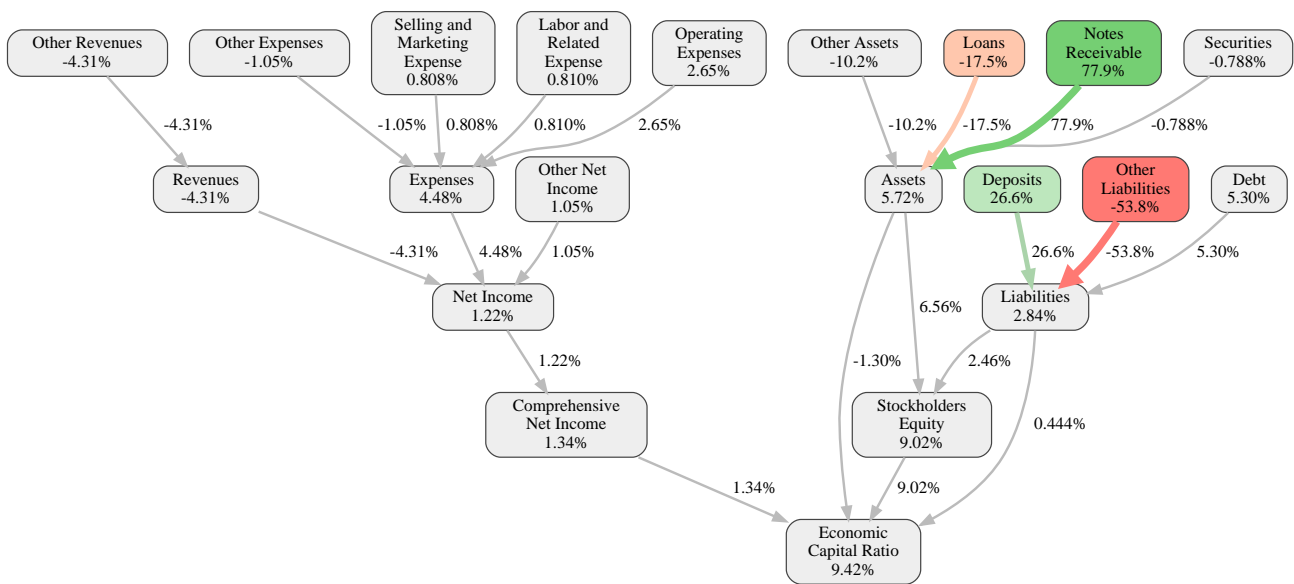 Other Revenues
-4.31%
Other Expenses
-1.05%
Selling and
Marketing
Expense
0.808%
Labor and
Related
Expense
0.810%
Operating
Expenses
2.65%
Other Assets
-10.2%
Loans
-17.5%
Notes
Receivable
77.9%
Securities
-0.788%
-4.31%
-1.05%
0.808%
0.810%
2.65%
-10.2%
-17.5%
77.9%
-0.788%
Revenues
-4.31%
Expenses
4.48%
Other Net
Income
1.05%
Assets
5.72%
Deposits
26.6%
Other
Liabilities
-53.8%
Debt
5.30%
-4.31%
4.48%
1.05%
26.6%
-53.8%
5.30%
Net Income
1.22%
6.56%
Liabilities
2.84%
1.22%
-1.30%
2.46%
Comprehensive
Net Income
1.34%
Stockholders
Equity
9.02%
0.444%
1.34%
9.02%
Economic
Capital Ratio
9.42%